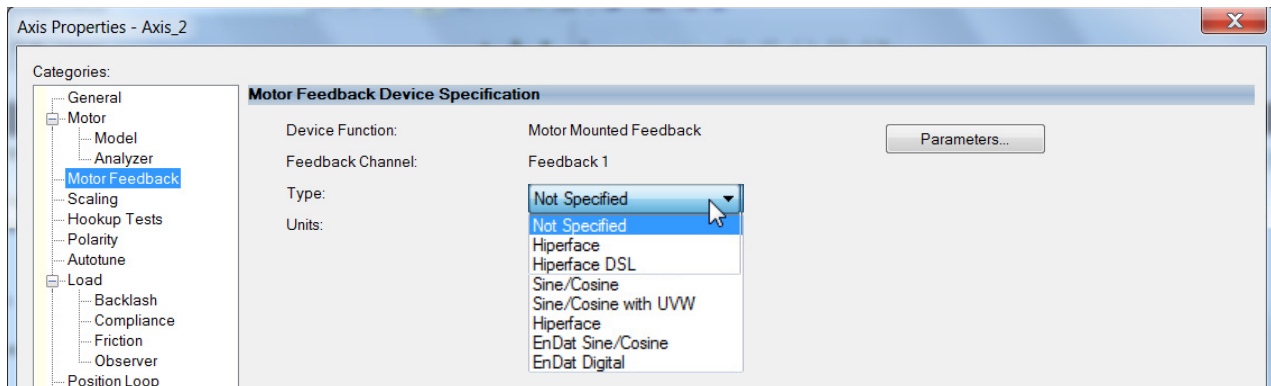 Axis Properties - Axis_2
X
Categories:
General
Motor
Model
Analyzer
Motor Feedback
Scaling
Hookup Tests
Polarity
Autotune
Load
Backlash
Compliance
Friction
Observer
Position Loop
Motor Feedback Device Specification
Device Function: Motor Mounted Feedback
Parameters...
Feedback Channel: Feedback 1
Type: Not Specified
Units:
Not Specified
Hiperface
Hiperface DSL
Sine/Cosine
Sine/Cosine with UVW
Hiperface
EnDat Sine/Cosine
EnDat Digital